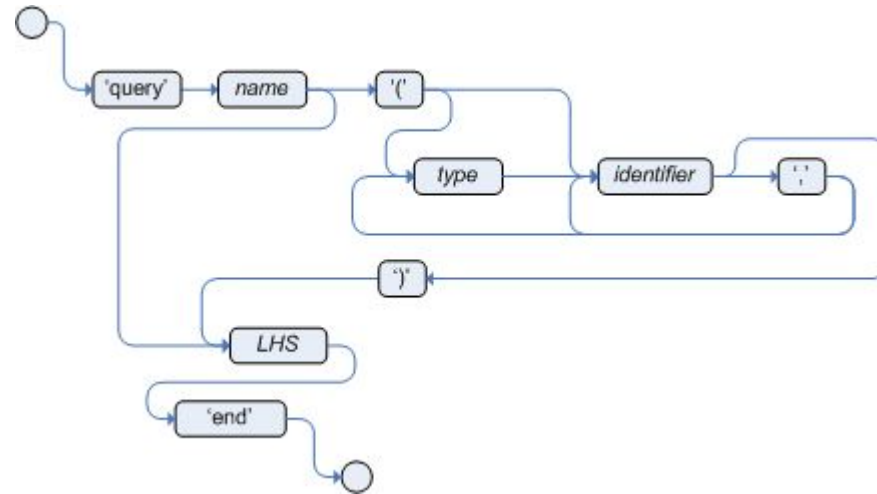 ‘query’ name ‘(’
type identifier ‘,’
‘)’
LHS
‘end’